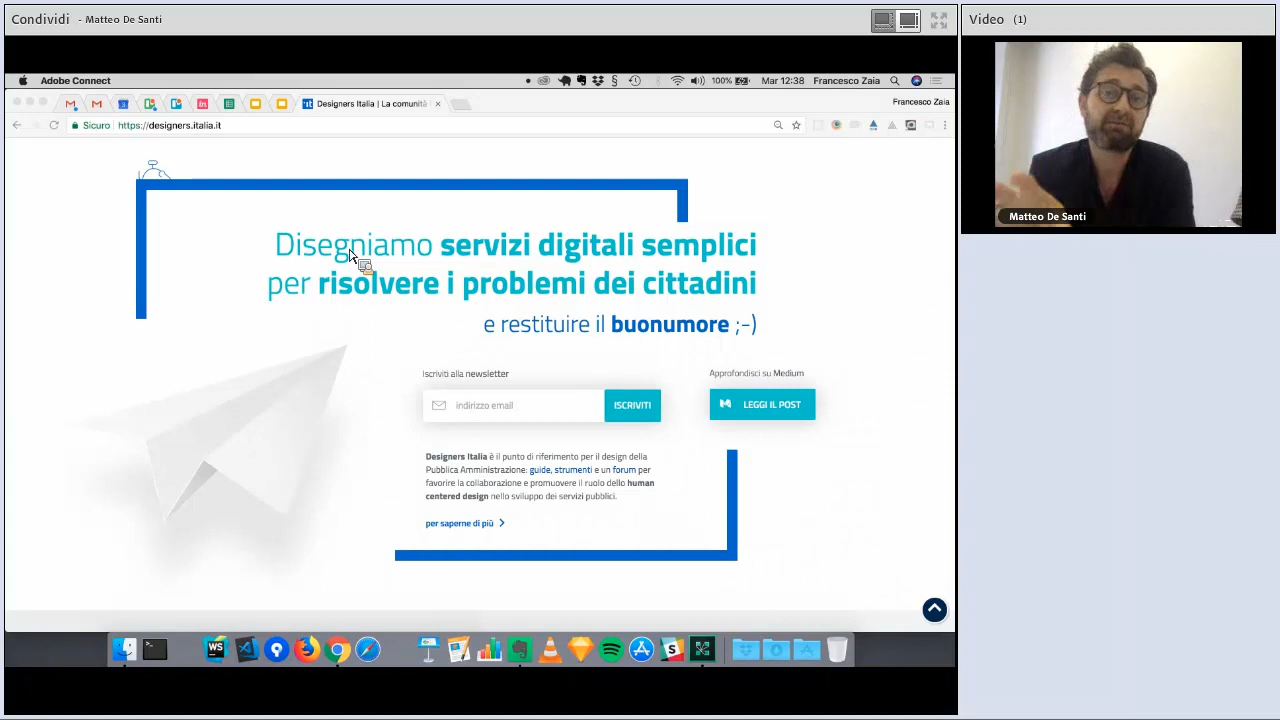 Condividi - Matteo De Santi
Video (1)
Adobe Connect
100%
Mar 12:38
Francesco Zaia
Designers Italia | La comunità
Francesco Zaia
Sicuro
https://designers.italia.it
Matteo De Santi
Disegniamo servizi digitali semplici
per risolvere i problemi dei cittadini
e restituire il buonumore ;-)
Iscriviti alla newsletter
Approfondisci su Medium
indirizzo email
ISCRIVITI
LEGGI IL POST
Designers Italia è il punto di riferimento per il design della
Pubblica Amministrazione: guide, strumenti e un forum per
favorire la collaborazione e promuovere il ruolo dello human
centered design nello sviluppo dei servizi pubblici.
per saperne di più
WS